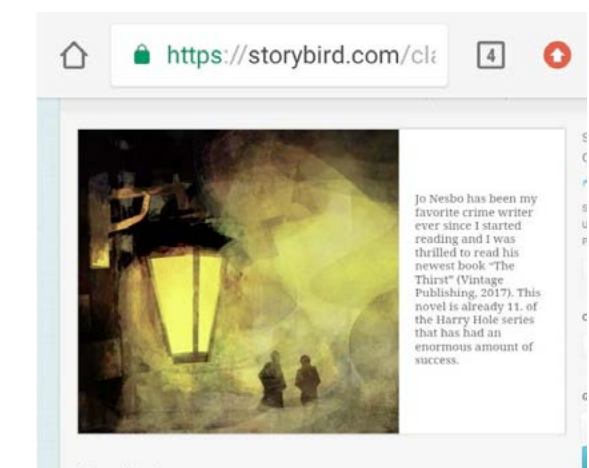 https://storybird.com/cla
4
Jo Nesbo has been my
favorite crime writer
ever since I started
reading and I was
thrilled to read his
newest book “The
Thirst” (Vintage
Publishing, 2017). This
novel is already 11. of
the Harry Hole series
that has had an
enormous amount of
success.